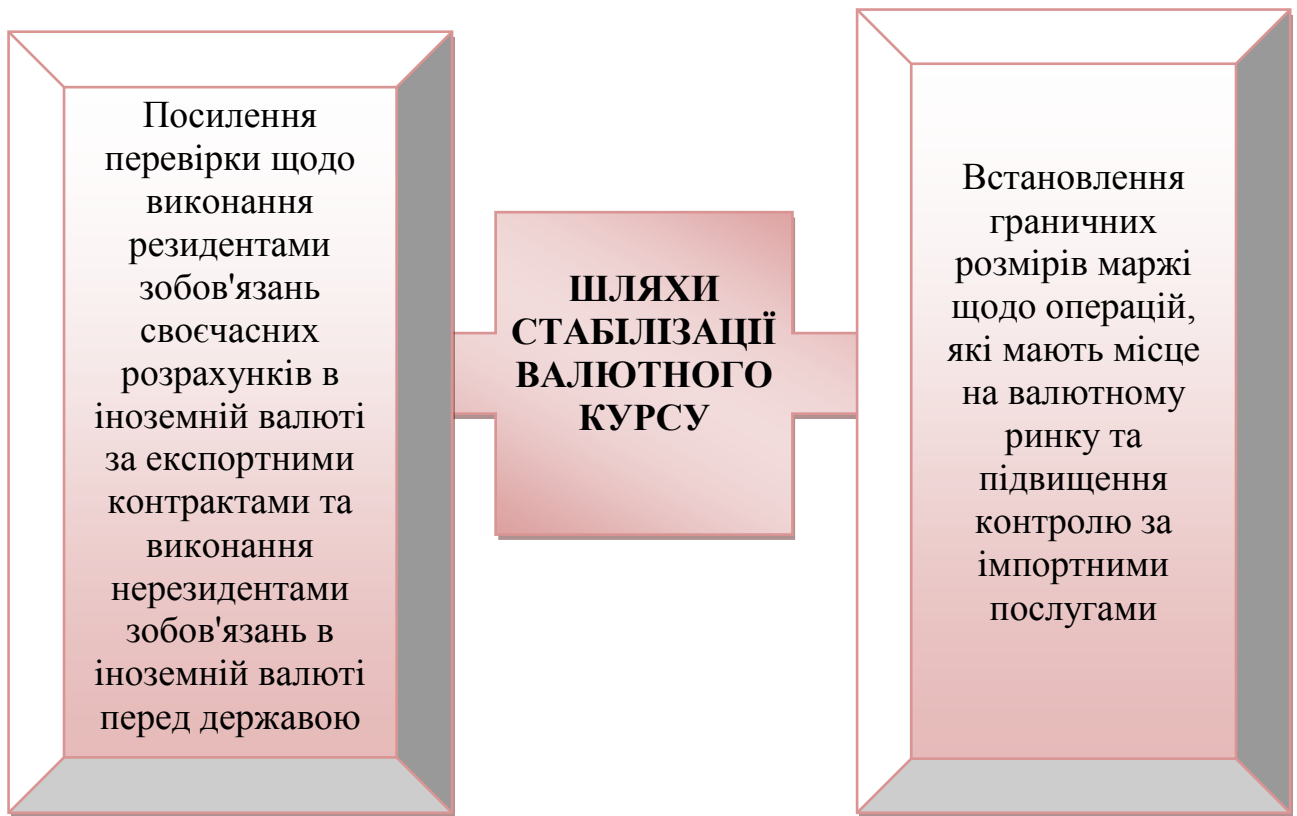 Посилення
перевірки щодо
виконання
резидентами
зобов'язань
своєчасних
розрахунків в
іноземній валюті
за експортними
контрактами та
виконання
нерезидентами
зобов'язань в
іноземній валюті
перед державою
ШЛЯХИ
СТАБІЛІЗАЦІЇ
ВАЛЮТНОГО
КУРСУ
Встановлення
граничних
розмірів маржі
щодо операцій,
які мають місце
на валютному
ринку та
підвищення
контролю за
імпортними
послугами